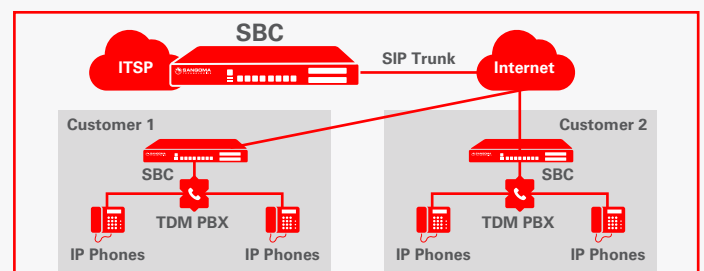 SBC
ITSP
SANGOMA
SIP Trunk
Internet
Customer 1
SBC
TDM PBX
IP Phones
IP Phones
Customer 2
SBC
TDM PBX
IP Phones
IP Phones